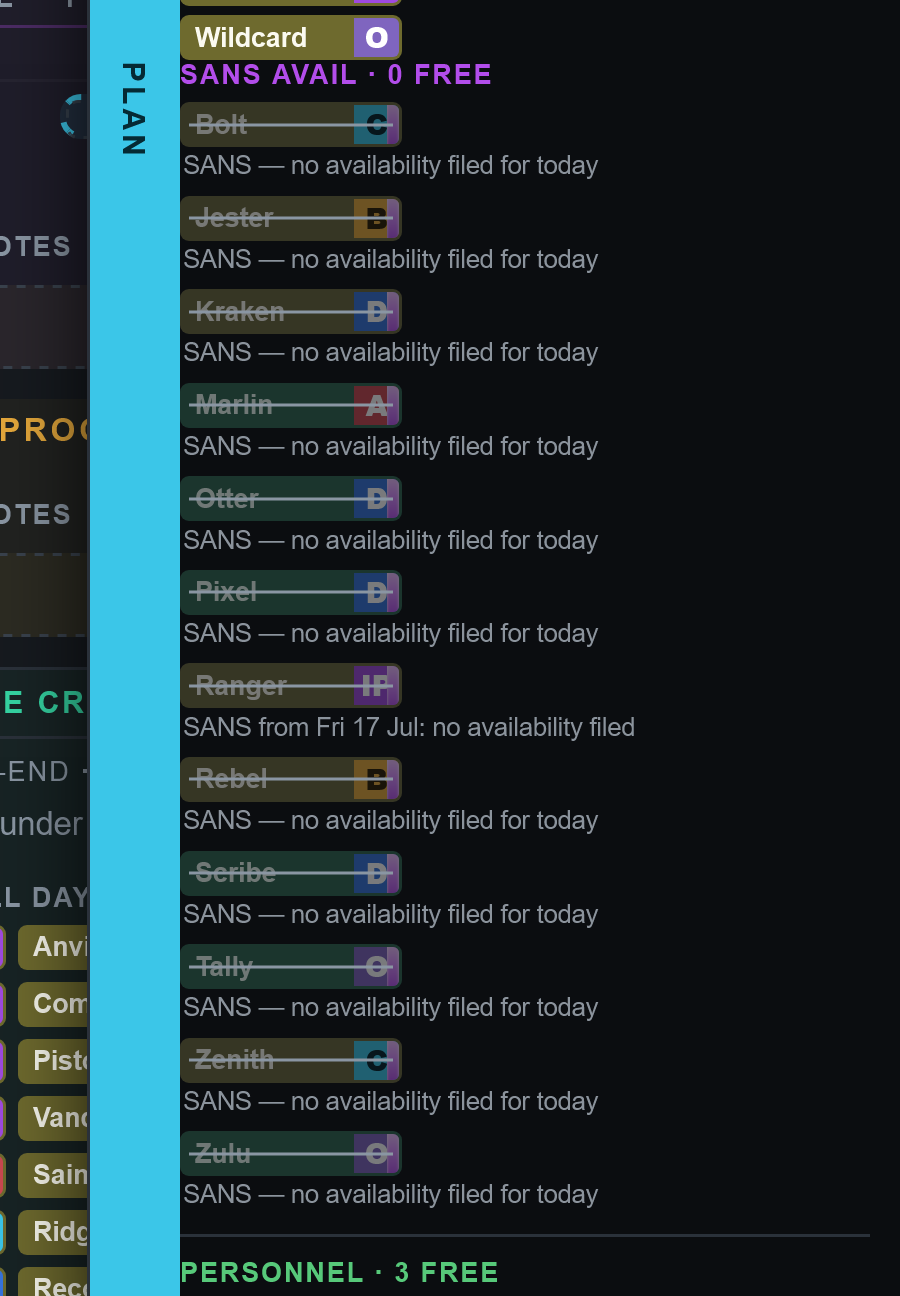 Wildcard O
SANS AVAIL · 0 FREE
Bolt C
SANS — no availability filed for today
Jester B
SANS — no availability filed for today
Kraken D
SANS — no availability filed for today
Marlin A
SANS — no availability filed for today
Otter D
SANS — no availability filed for today
Pixel D
SANS — no availability filed for today
Ranger IP
SANS from Fri 17 Jul: no availability filed
Rebel B
SANS — no availability filed for today
Scribe D
SANS — no availability filed for today
Tally O
SANS — no availability filed for today
Zenith C
SANS — no availability filed for today
Zulu O
SANS — no availability filed for today
PERSONNEL · 3 FREE
PLAN
OTES
PROC
OTES
E CR
-END ·
under
LL DAY
Anvi
Com
Pisto
Vand
Sain
Ridg
Reco